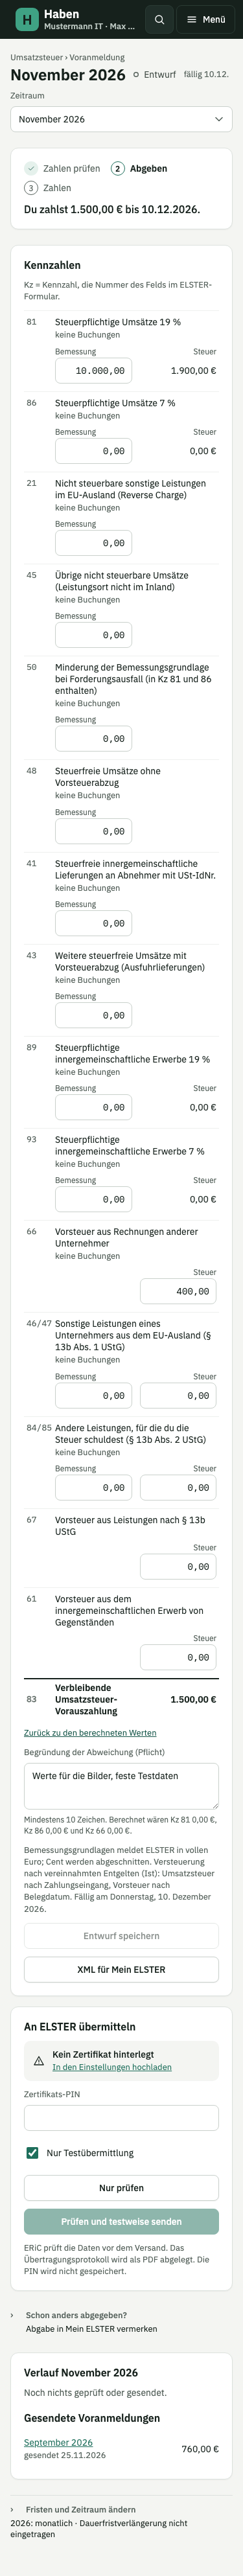 H
Haben
Mustermann IT · Max ...
Menü
Umsatzsteuer › Voranmeldung
November 2026
Entwurf
fällig 10.12.
Zeitraum
November 2026
Zahlen prüfen
2 Abgeben
3 Zahlen
Du zahlst 1.500,00 € bis 10.12.2026.
Kennzahlen
Kz = Kennzahl, die Nummer des Felds im ELSTER-
Formular.
81 Steuerpflichtige Umsätze 19 %
keine Buchungen
Bemessung Steuer
10.000,00 1.900,00 €
86 Steuerpflichtige Umsätze 7 %
keine Buchungen
Bemessung Steuer
0,00 0,00 €
21 Nicht steuerbare sonstige Leistungen
im EU-Ausland (Reverse Charge)
keine Buchungen
Bemessung
0,00
45 Übrige nicht steuerbare Umsätze
(Leistungsort nicht im Inland)
keine Buchungen
Bemessung
0,00
50 Minderung der Bemessungsgrundlage
bei Forderungsausfall (in Kz 81 und 86
enthalten)
keine Buchungen
Bemessung
0,00
48 Steuerfreie Umsätze ohne
Vorsteuerabzug
keine Buchungen
Bemessung
0,00
41 Steuerfreie innergemeinschaftliche
Lieferungen an Abnehmer mit USt-IdNr.
keine Buchungen
Bemessung
0,00
43 Weitere steuerfreie Umsätze mit
Vorsteuerabzug (Ausfuhrlieferungen)
keine Buchungen
Bemessung
0,00
89 Steuerpflichtige
innergemeinschaftliche Erwerbe 19 %
keine Buchungen
Bemessung Steuer
0,00 0,00 €
93 Steuerpflichtige
innergemeinschaftliche Erwerbe 7 %
keine Buchungen
Bemessung Steuer
0,00 0,00 €
66 Vorsteuer aus Rechnungen anderer
Unternehmer
keine Buchungen
Steuer
400,00
46/47 Sonstige Leistungen eines
Unternehmers aus dem EU-Ausland (§
13b Abs. 1 UStG)
keine Buchungen
Bemessung Steuer
0,00 0,00
84/85 Andere Leistungen, für die du die
Steuer schuldest (§ 13b Abs. 2 UStG)
keine Buchungen
Bemessung Steuer
0,00 0,00
67 Vorsteuer aus Leistungen nach § 13b
UStG
Steuer
0,00
61 Vorsteuer aus dem
innergemeinschaftlichen Erwerb von
Gegenständen
Steuer
0,00
Verbleibende
83 Umsatzsteuer- 1.500,00 €
Vorauszahlung
Zurück zu den berechneten Werten
Begründung der Abweichung (Pflicht)
Werte für die Bilder, feste Testdaten
Mindestens 10 Zeichen. Berechnet wären Kz 81 0,00 €,
Kz 86 0,00 € und Kz 66 0,00 €.
Bemessungsgrundlagen meldet ELSTER in vollen
Euro; Cent werden abgeschnitten. Versteuerung
nach vereinnahmten Entgelten (Ist): Umsatzsteuer
nach Zahlungseingang, Vorsteuer nach
Belegdatum. Fällig am Donnerstag, 10. Dezember
2026.
Entwurf speichern
XML für Mein ELSTER
An ELSTER übermitteln
Kein Zertifikat hinterlegt
In den Einstellungen hochladen
Zertifikats-PIN
Nur Testübermittlung
Nur prüfen
Prüfen und testweise senden
ERiC prüft die Daten vor dem Versand. Das
Übertragungsprotokoll wird als PDF abgelegt. Die
PIN wird nicht gespeichert.
› Schon anders abgegeben?
Abgabe in Mein ELSTER vermerken
Verlauf November 2026
Noch nichts geprüft oder gesendet.
Gesendete Voranmeldungen
September 2026
gesendet 25.11.2026
760,00 €
› Fristen und Zeitraum ändern
2026: monatlich · Dauerfristverlängerung nicht
eingetragen